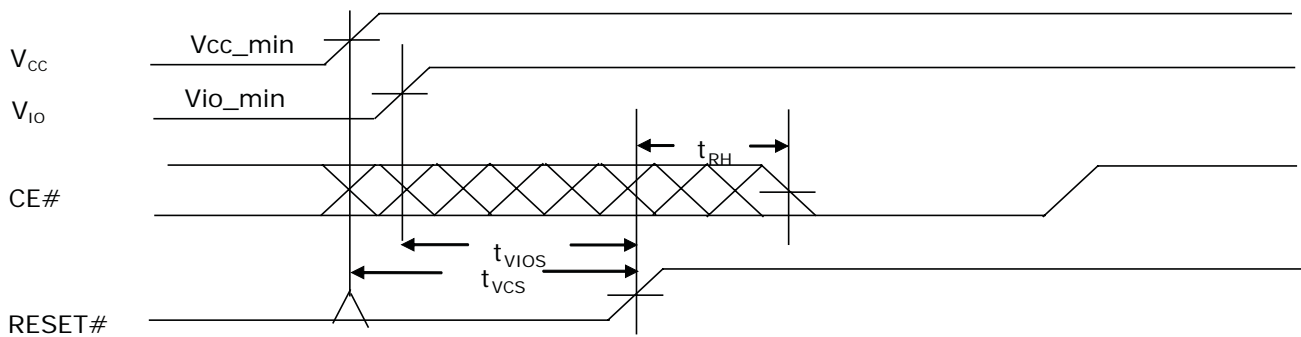 Vcc_min
V_CC
Vio_min
V_IO
t_RH
CE#
t_VIOS
t_VCS
RESET#